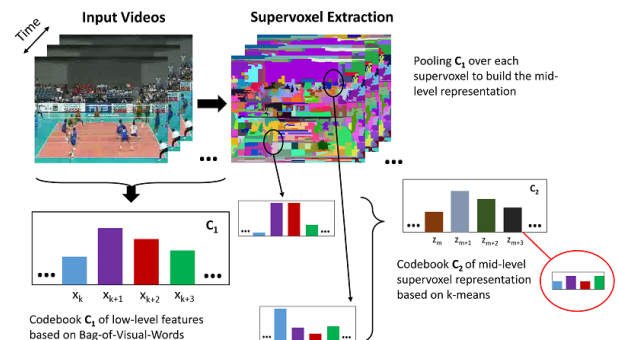 Input Videos
Supervoxel Extraction
Time
Pooling C1 over each
supervoxel to build the mid-
level representation
...
...
C1
...
...
xk
xk+1
xk+2
xk+3
Codebook C1 of low-level features
based on Bag-of-Visual-Words
...
...
...
...
C2
...
...
zm
zm+1
zm+2
zm+3
Codebook C2 of mid-level
supervoxel representation
based on k-means
...
...